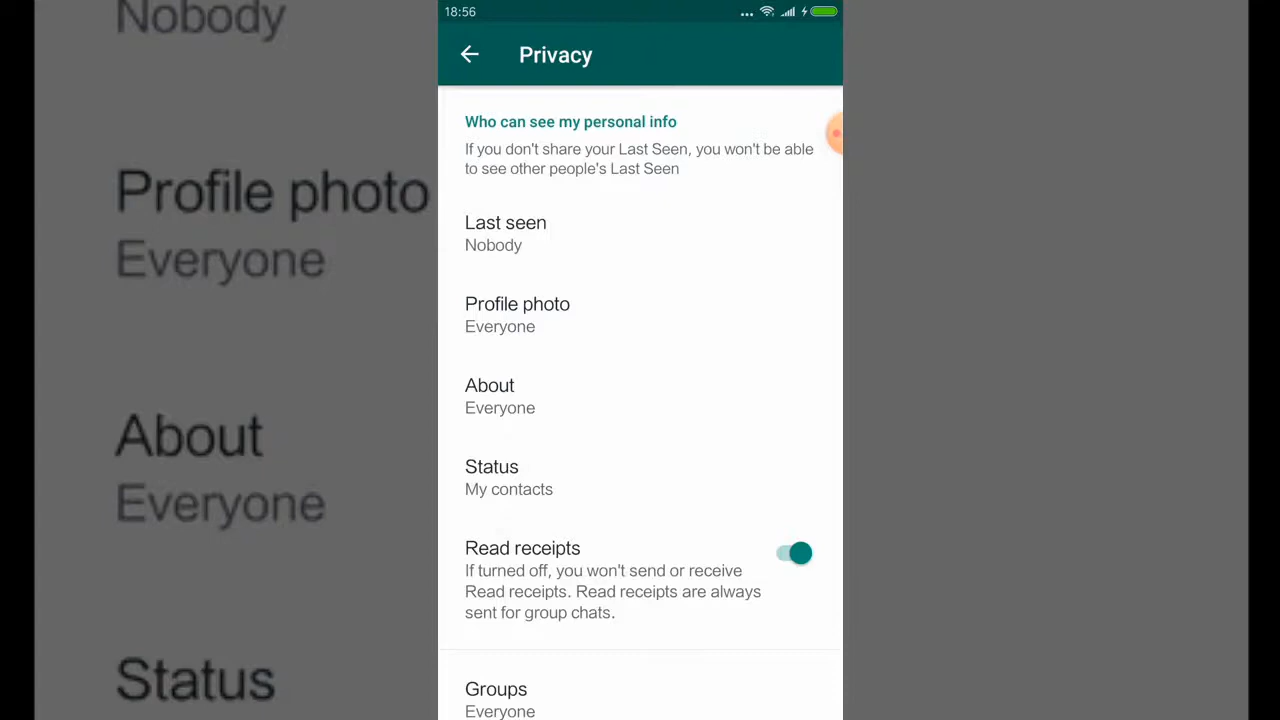 18:56
Privacy
Who can see my personal info
If you don't share your Last Seen, you won't be able
to see other people's Last Seen
Last seen
Nobody
Profile photo
Everyone
About
Everyone
Status
My contacts
Read receipts
If turned off, you won't send or receive
Read receipts. Read receipts are always
sent for group chats.
Groups
Everyone
Nobody
Profile photo
Everyone
About
Everyone
Status